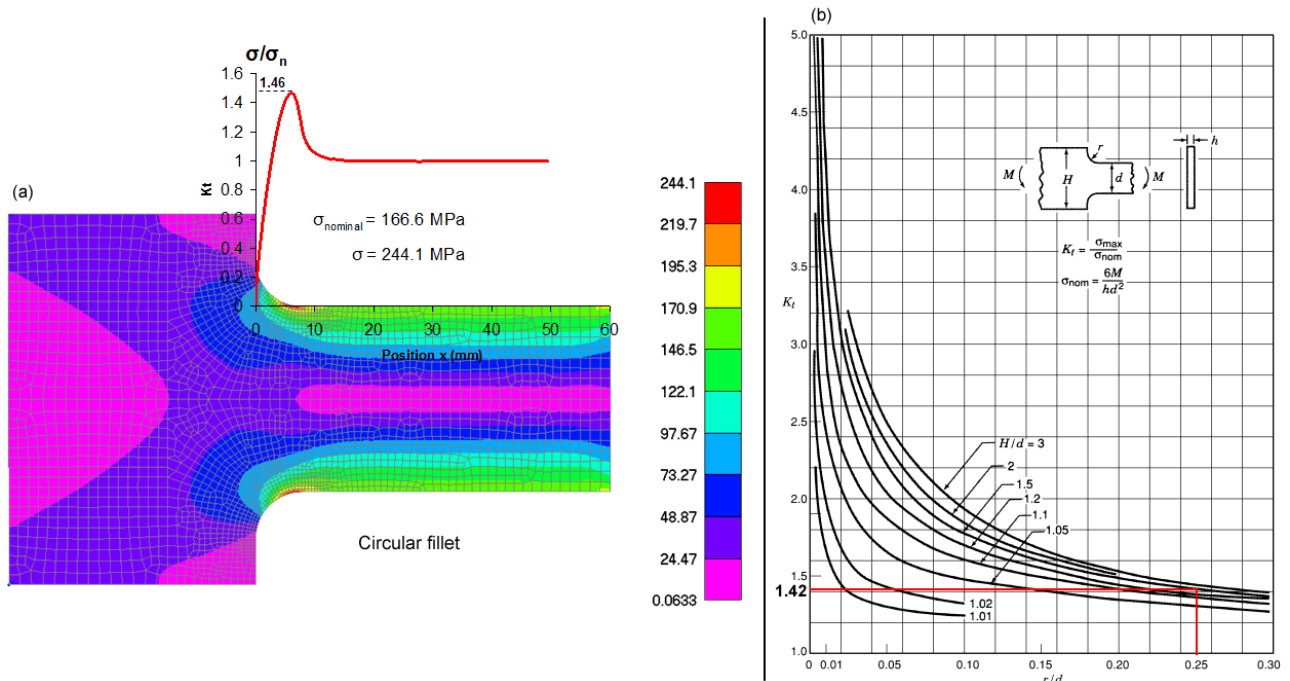 (a)
σ/σn
1.6
1.46
1.4
1.2
1
Kt
0.8
0.6
0.4
0.2
0
σnominal = 166.6 MPa
σ = 244.1 MPa
0 10 20 30 40 50 60
Position x (mm)
Circular fillet
244.1
219.7
195.3
170.9
146.5
122.1
97.67
73.27
48.87
24.47
0.0633
(b)
5.0
4.5
4.0
3.5
Kt
3.0
2.5
2.0
1.5
1.42
1.0
h
r
M H d M
Kt = σmax/σnom
σnom = 6M/hd²
H/d = 3
2
1.5
1.2
1.1
1.05
1.02
1.01
0 0.01 0.05 0.10 0.15 0.20 0.25 0.30
r/d